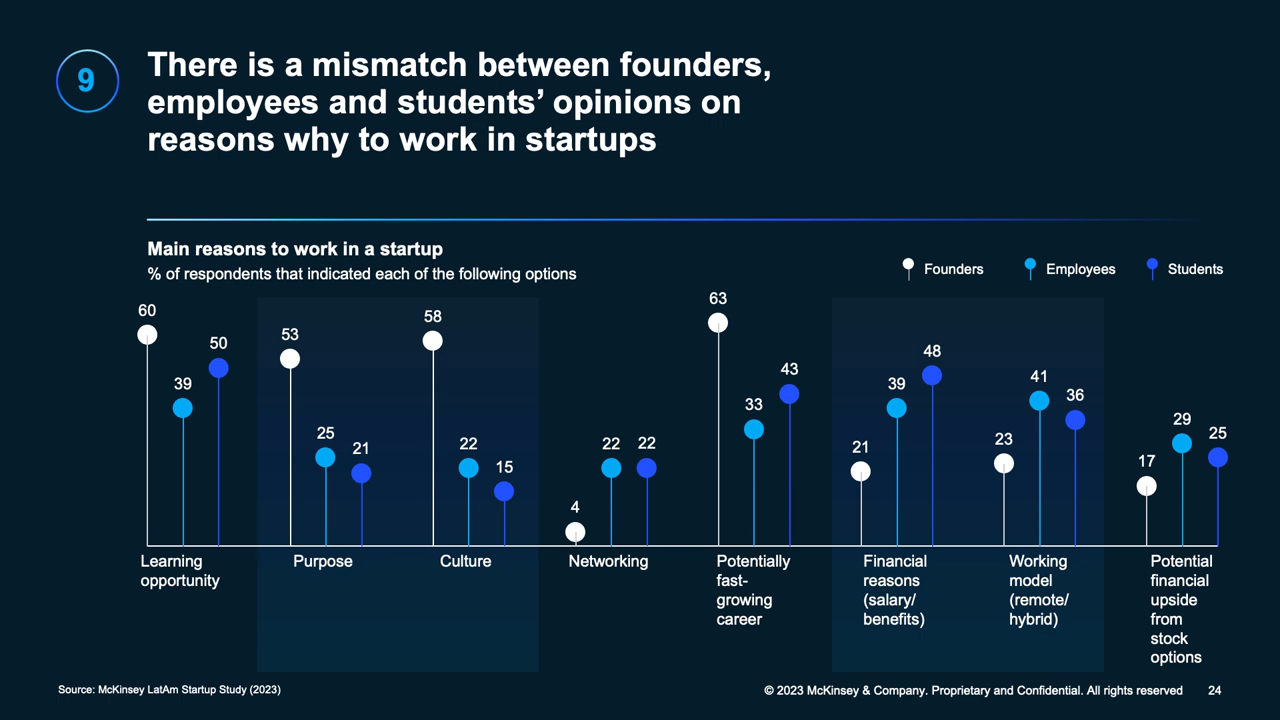 9
There is a mismatch between founders,
employees and students’ opinions on
reasons why to work in startups
Main reasons to work in a startup
% of respondents that indicated each of the following options
Founders
Employees
Students
60
39
50
53
25
21
58
22
15
4
22
22
63
33
43
21
39
48
23
41
36
17
29
25
Learning
opportunity
Purpose
Culture
Networking
Potentially
fast-
growing
career
Financial
reasons
(salary/
benefits)
Working
model
(remote/
hybrid)
Potential
financial
upside
from
stock
options
Source: McKinsey LatAm Startup Study (2023)
© 2023 McKinsey & Company. Proprietary and Confidential. All rights reserved
24